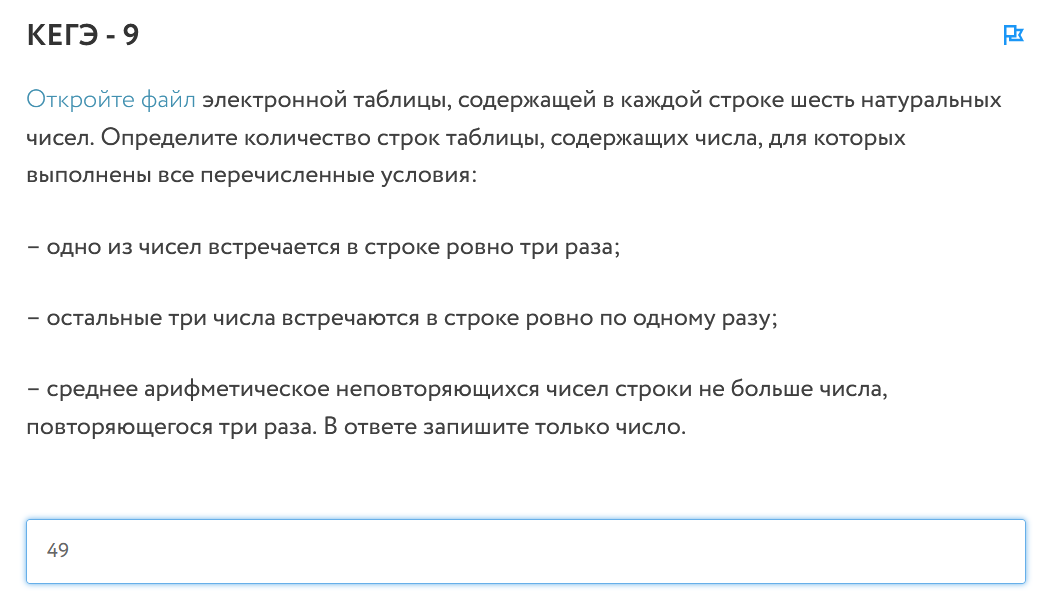 КЕГЭ - 9
Откройте файл электронной таблицы, содержащей в каждой строке шесть натуральных
чисел. Определите количество строк таблицы, содержащих числа, для которых
выполнены все перечисленные условия:
– одно из чисел встречается в строке ровно три раза;
– остальные три числа встречаются в строке ровно по одному разу;
– среднее арифметическое неповторяющихся чисел строки не больше числа,
повторяющегося три раза. В ответе запишите только число.
49